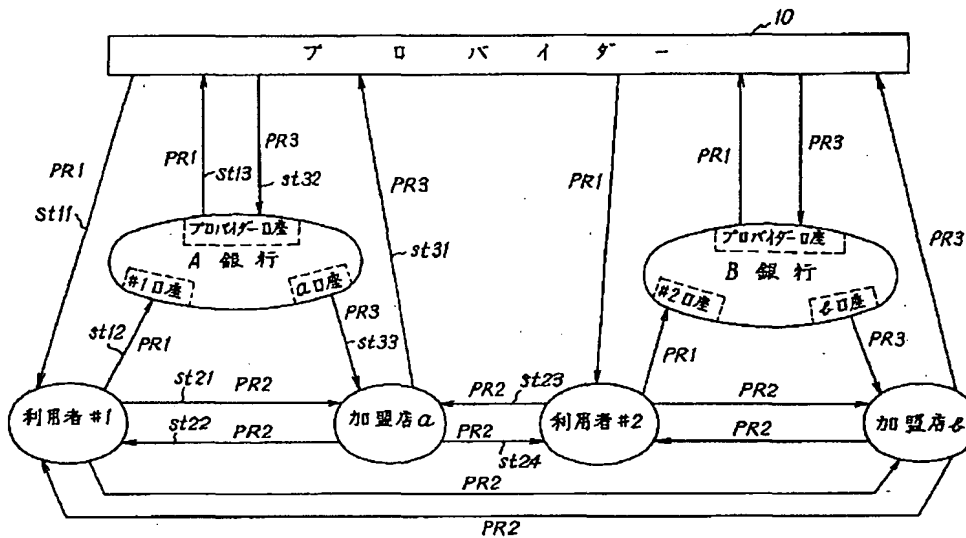 10
プロバイダー
PR1
st11
PR1
st13
PR3
st32
PR3
st31
PR1
PR1
PR3
PR3
プロバイダー口座
A 銀行
#1口座
a口座
プロバイダー口座
B 銀行
#2口座
b口座
st12
PR1
PR3
st33
PR1
PR3
st21
PR2
PR2
st23
PR2
利用者#1
加盟店a
利用者#2
加盟店b
st22
PR2
PR2
st24
PR2
PR2
PR2